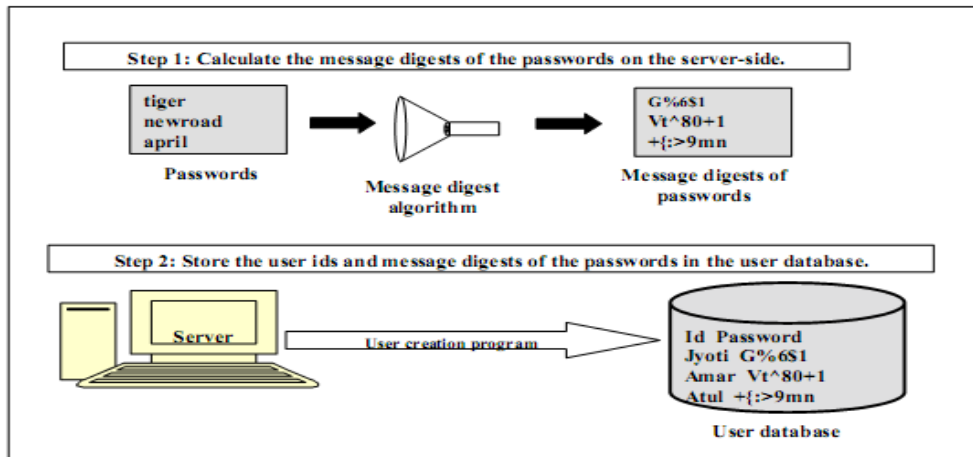 Step 1: Calculate the message digests of the passwords on the server-side.
tiger
newroad
april
Passwords
Message digest
algorithm
G%6$1
Vt^80+1
+{:>9mn
Message digests of
passwords
Step 2: Store the user ids and message digests of the passwords in the user database.
Server
User creation program
Id Password
Jyoti G%6$1
Amar Vt^80+1
Atul +{:>9mn
User database